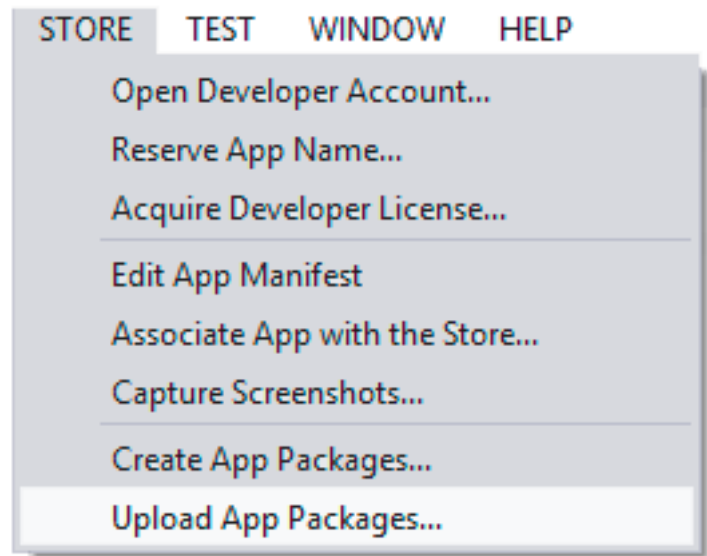 STORE TEST WINDOW HELP
Open Developer Account...
Reserve App Name...
Acquire Developer License...
Edit App Manifest
Associate App with the Store...
Capture Screenshots...
Create App Packages...
Upload App Packages...